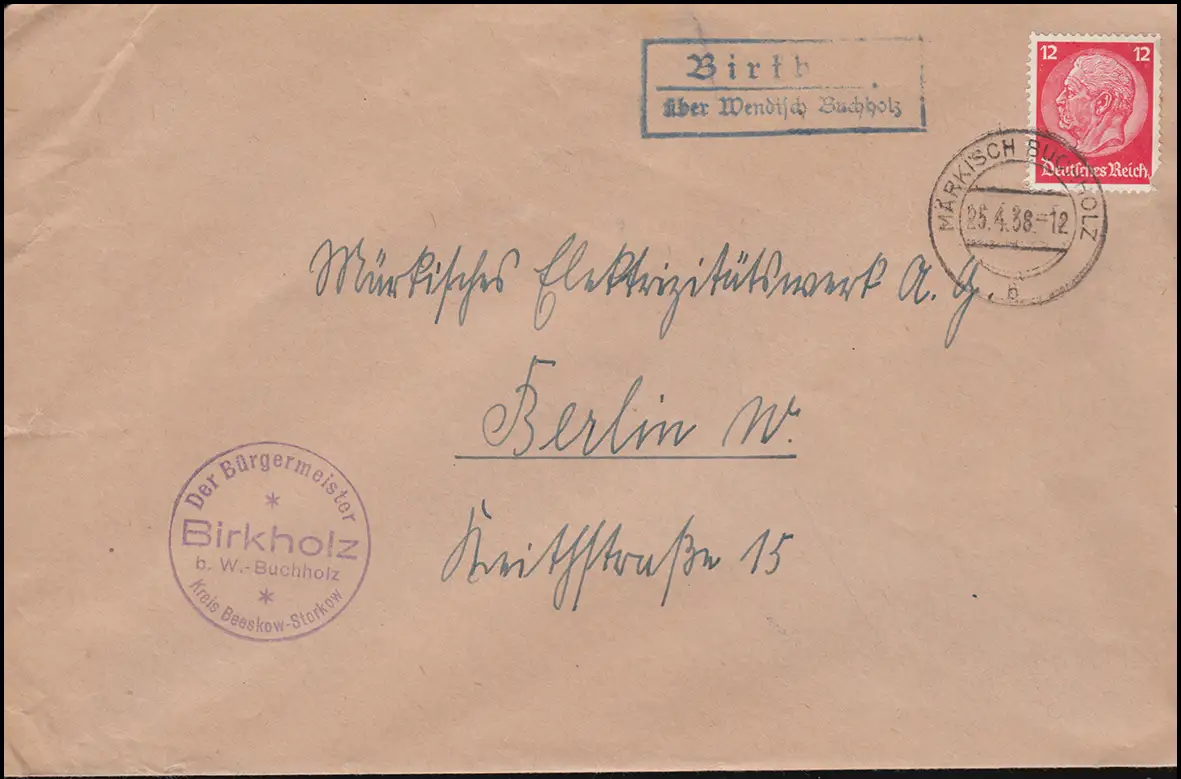 Birkh
über Wendisch Buchholz
12 12
Deutsches Reich
MÄRKISCH BUCHHOLZ
25.4.38.-12
b
Märkisches Elektrizitätswerk A. G.
Berlin W.
Keithstraße 15
Der Bürgermeister
Birkholz
b. W.-Buchholz
Kreis Beeskow-Storkow